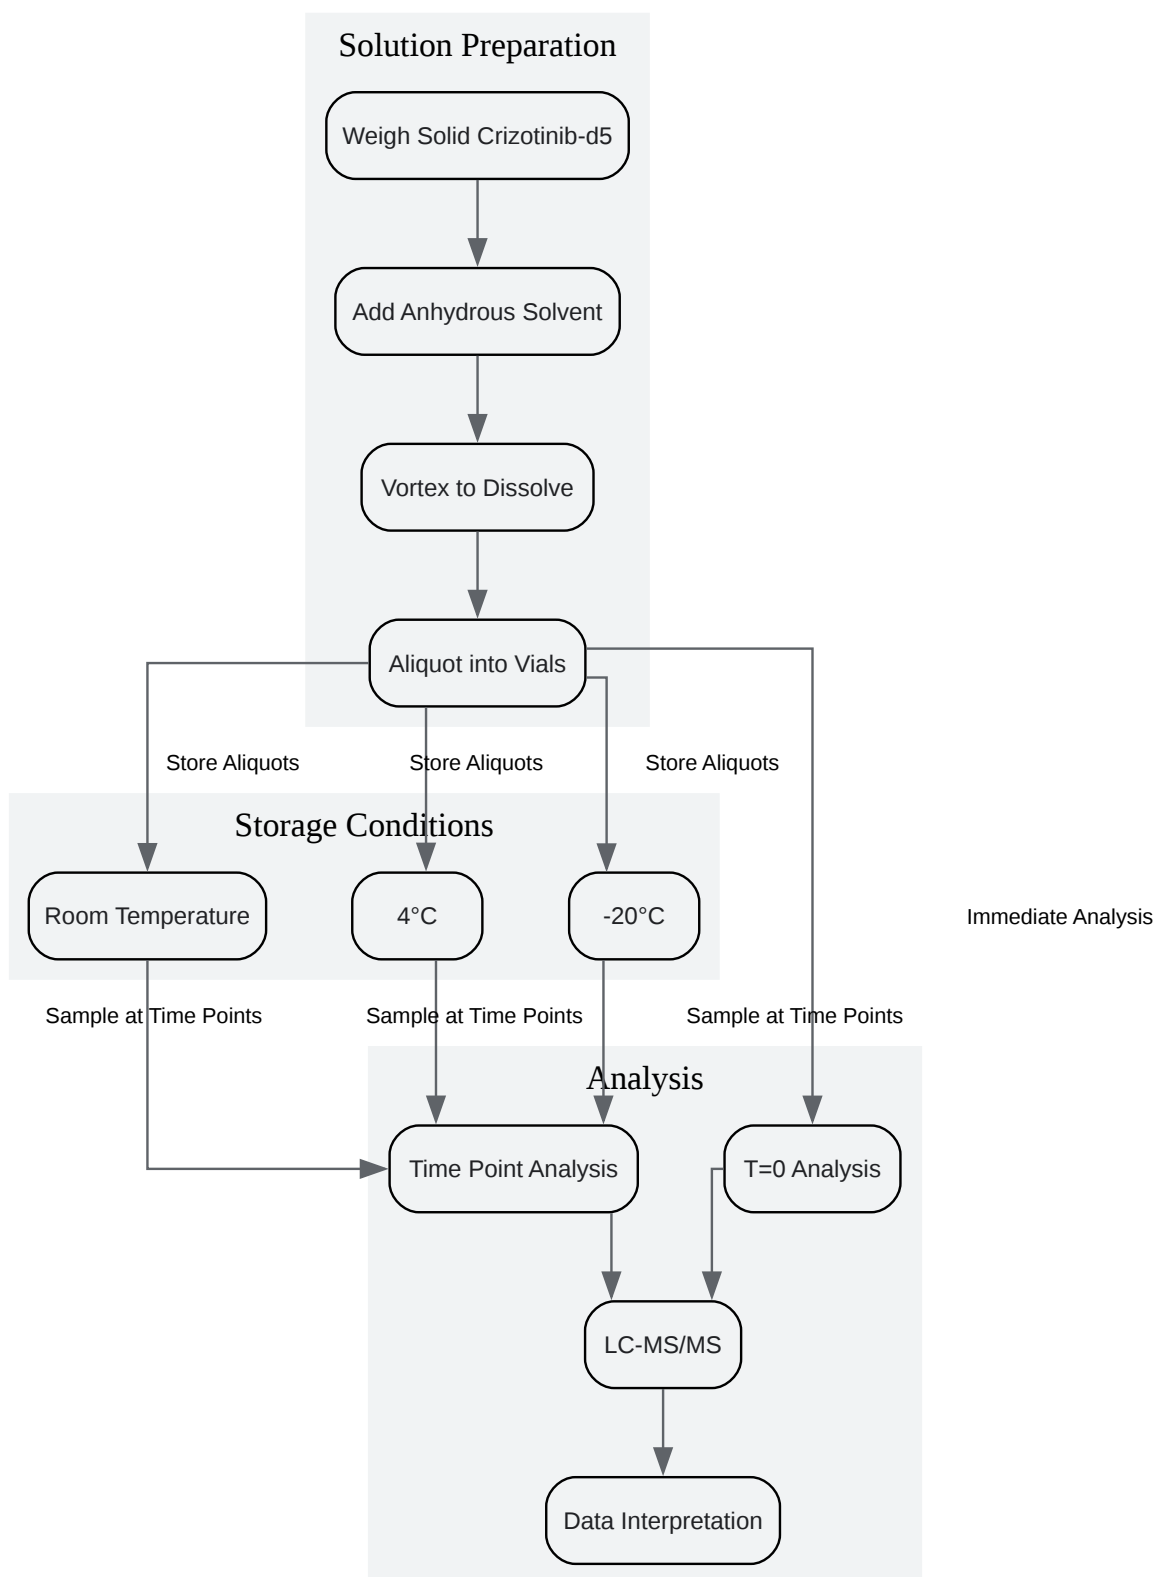 Solution Preparation
Weigh Solid Crizotinib-d5
Add Anhydrous Solvent
Vortex to Dissolve
Aliquot into Vials
Store Aliquots
Store Aliquots
Store Aliquots
Storage Conditions
Room Temperature
4°C
-20°C
Immediate Analysis
Sample at Time Points
Sample at Time Points
Sample at Time Points
Analysis
Time Point Analysis
T=0 Analysis
LC-MS/MS
Data Interpretation